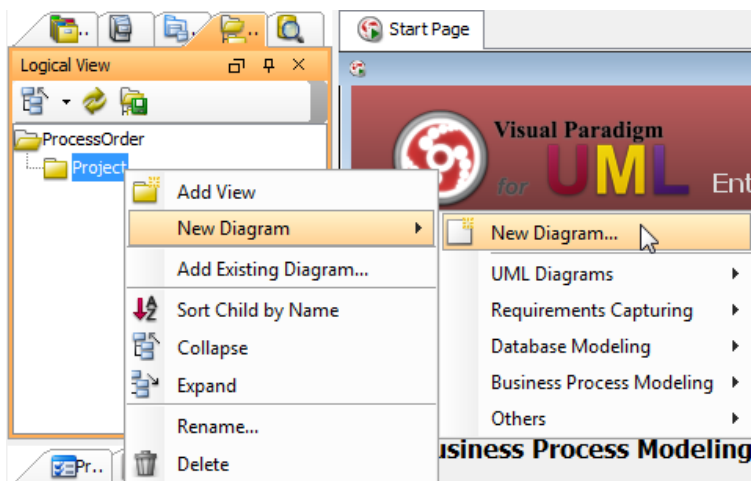 Start Page
Logical View
Visual Paradigm
for UML Ent
ProcessOrder
Project
Add View
New Diagram
Add Existing Diagram...
Sort Child by Name
Collapse
Expand
Rename...
Delete
New Diagram...
UML Diagrams
Requirements Capturing
Database Modeling
Business Process Modeling
Others
usiness Process Modeling
Pr..